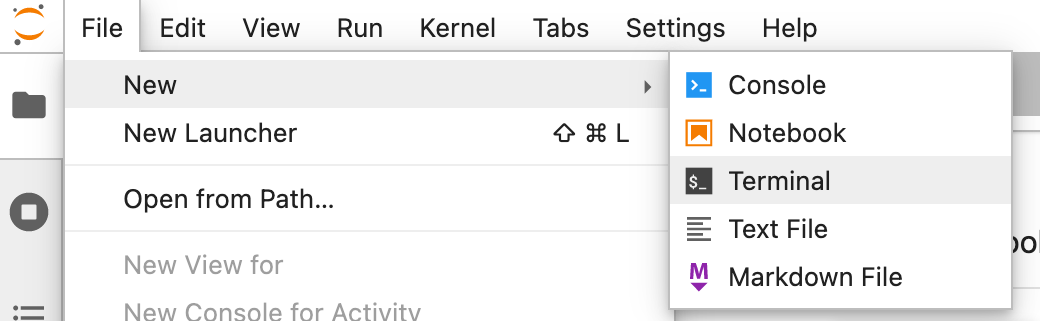 File Edit View Run Kernel Tabs Settings Help
New
New Launcher ⇧ ⌘ L
Open from Path...
New View for
New Console for Activity
Console
Notebook
$_ Terminal
Text File
M Markdown File